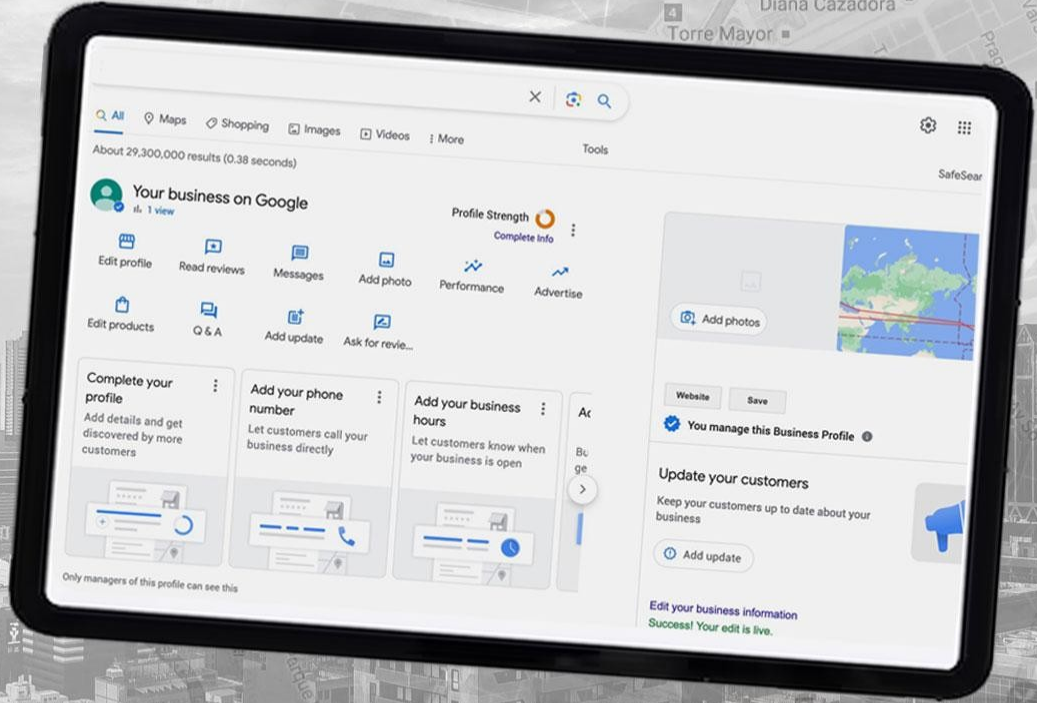 4
Diana Cazadora
Torre Mayor
All
Maps
Shopping
Images
Videos
More
Tools
About 29,300,000 results (0.38 seconds)
SafeSear
Your business on Google
1 view
Profile Strength
Complete Info
Edit profile
Read reviews
Messages
Add photo
Performance
Advertise
Edit products
Q & A
Add update
Ask for revie...
Add photos
Complete your
profile
Add details and get
discovered by more
customers
Add your phone
number
Let customers call your
business directly
Add your business
hours
Let customers know when
your business is open
Ac
Bu
ge
Website
Save
You manage this Business Profile
Update your customers
Keep your customers up to date about your
business
Add update
Only managers of this profile can see this
Edit your business information
Success! Your edit is live.